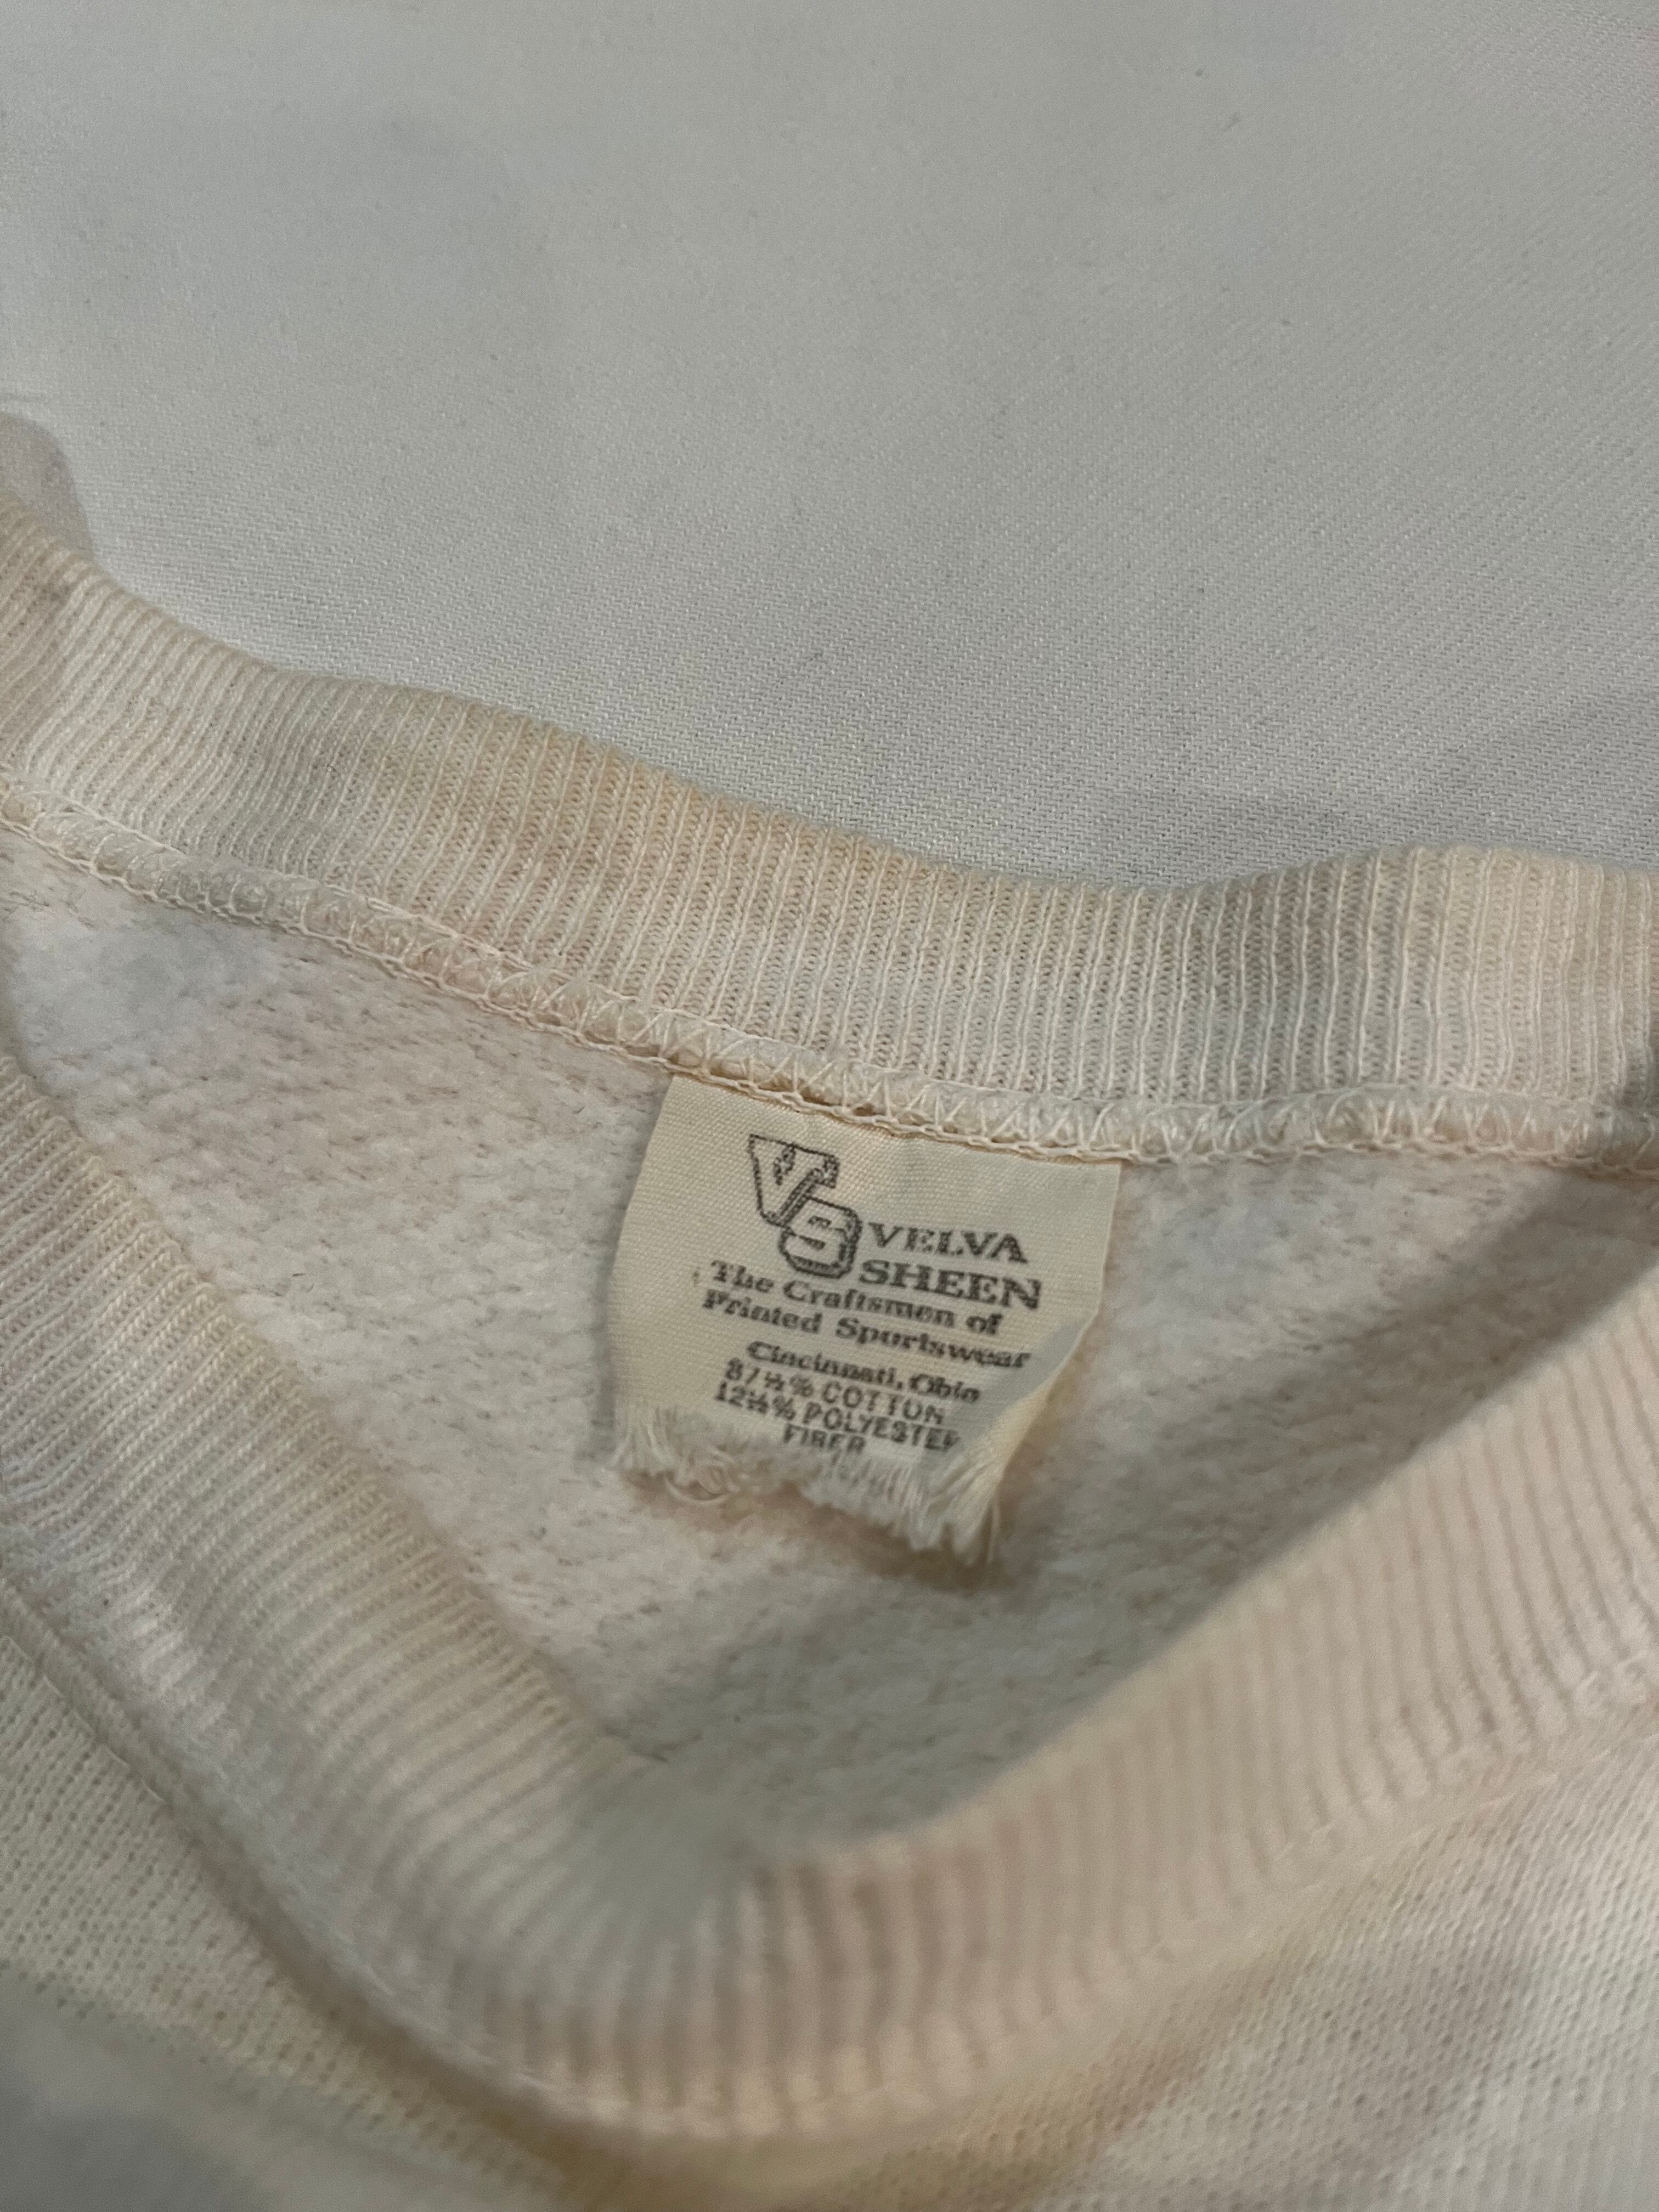 VS VELVA
SHEEN
The Craftsmen of
Printed Sportswear
Cincinnati, Ohio
87½% COTTON
12½% POLYESTER
FIBER